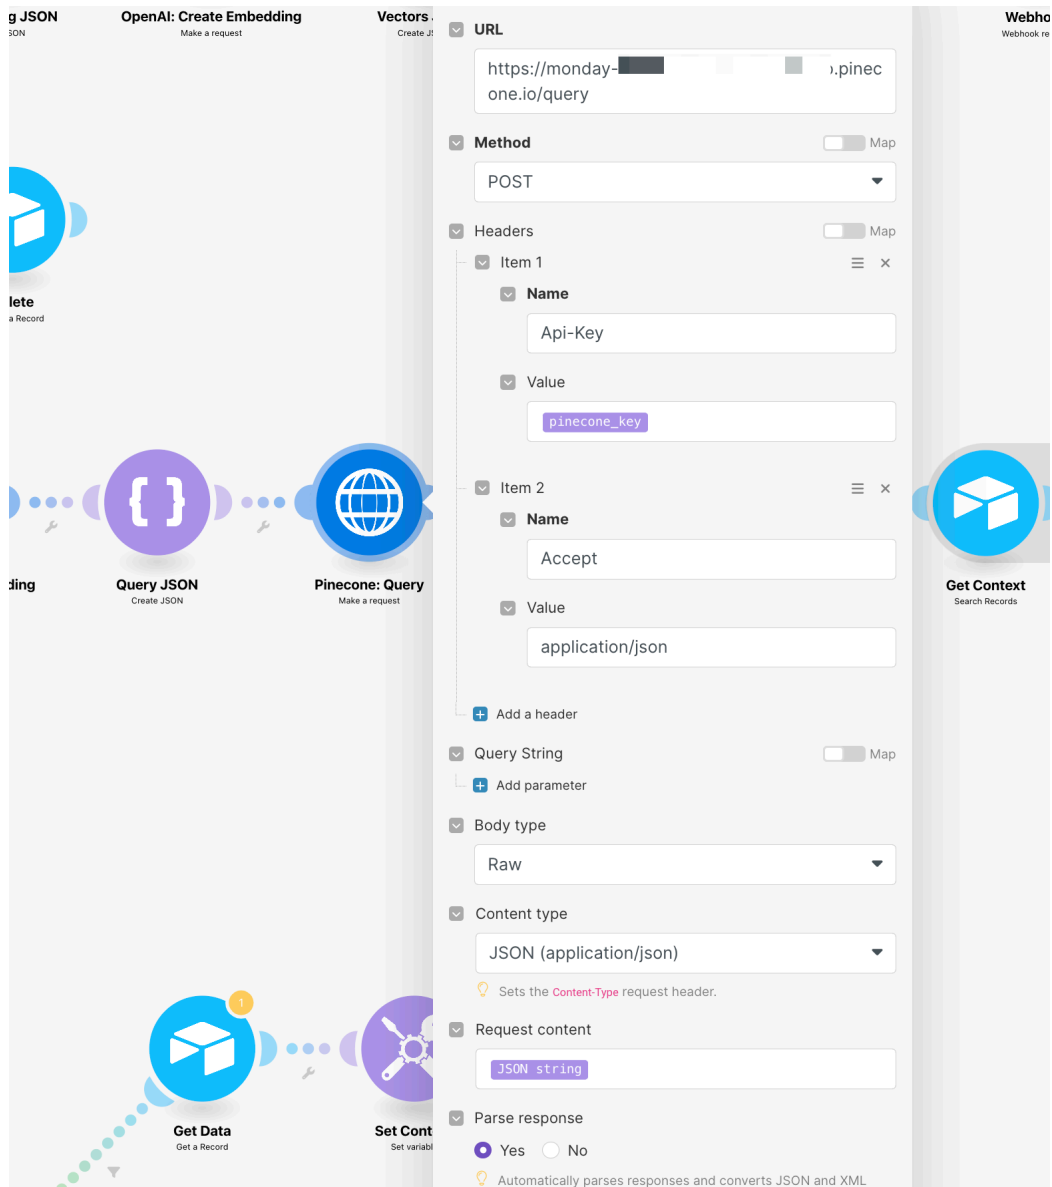 g JSON
SON
OpenAI: Create Embedding
Make a request
Vectors
Create JS
Webho
Webhook re
URL
https://monday- .pinec
one.io/query
Method
Map
POST
Headers
Map
Item 1
Name
Api-Key
Value
pinecone_key
Item 2
Name
Accept
Value
application/json
Add a header
Query String
Map
Add parameter
Body type
Raw
Content type
JSON (application/json)
Sets the Content-Type request header.
Request content
JSON string
Parse response
Yes
No
Automatically parses responses and converts JSON and XML
lete
a Record
ding
Query JSON
Create JSON
Pinecone: Query
Make a request
Get Context
Search Records
1
Get Data
Get a Record
Set Cont
Set variabl